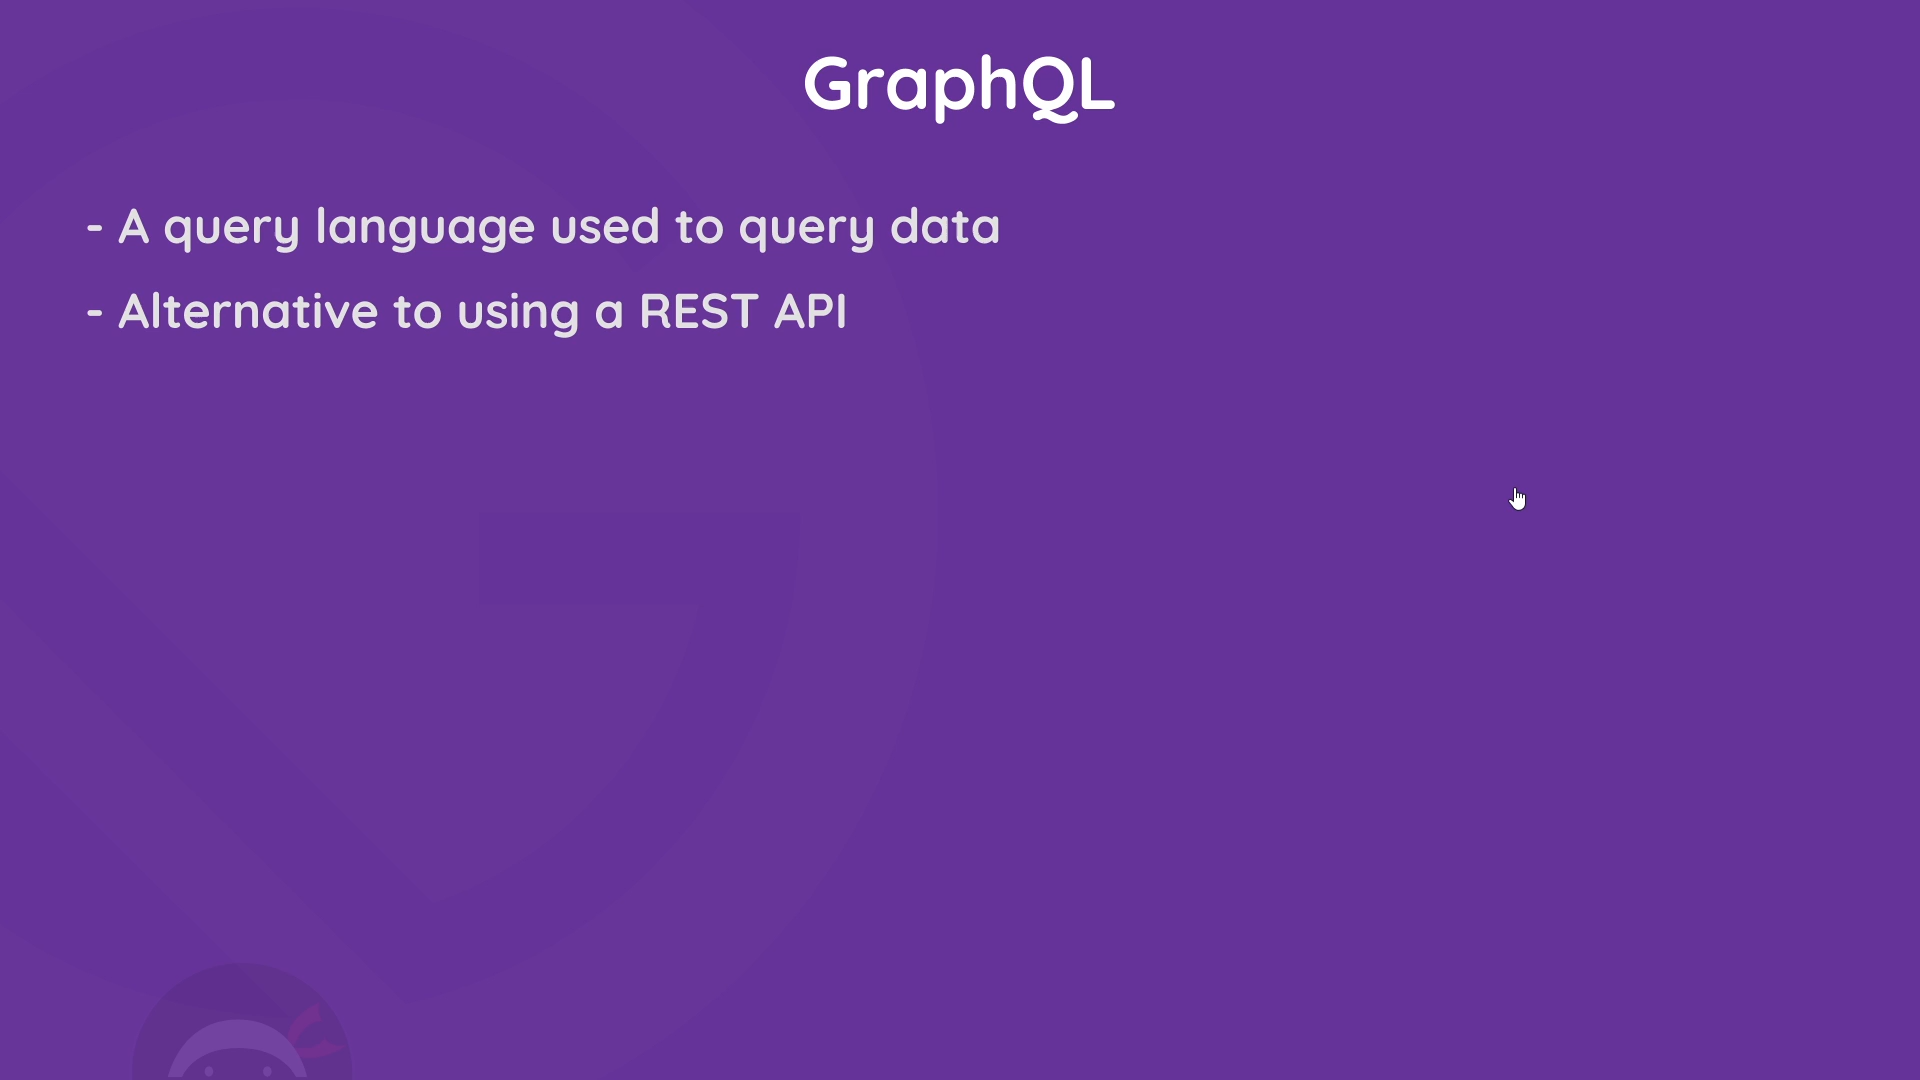 GraphQL
- A query language used to query data
- Alternative to using a REST API